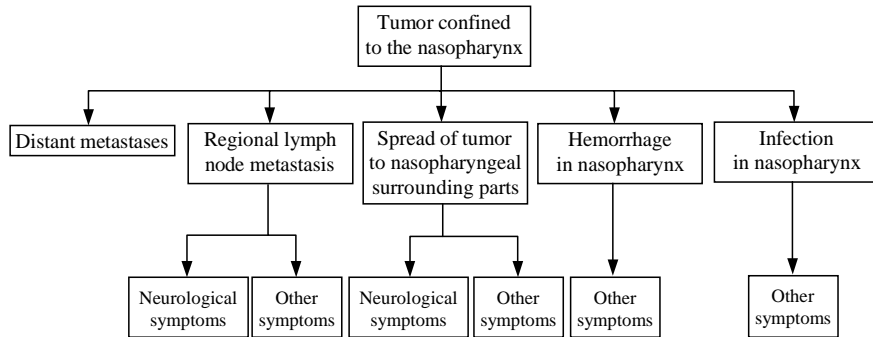 Tumor confined
to the nasopharynx
Distant metastases
Regional lymph
node metastasis
Spread of tumor
to nasopharyngeal
surrounding parts
Hemorrhage
in nasopharynx
Infection
in nasopharynx
Neurological
symptoms
Other
symptoms
Neurological
symptoms
Other
symptoms
Other
symptoms
Other
symptoms